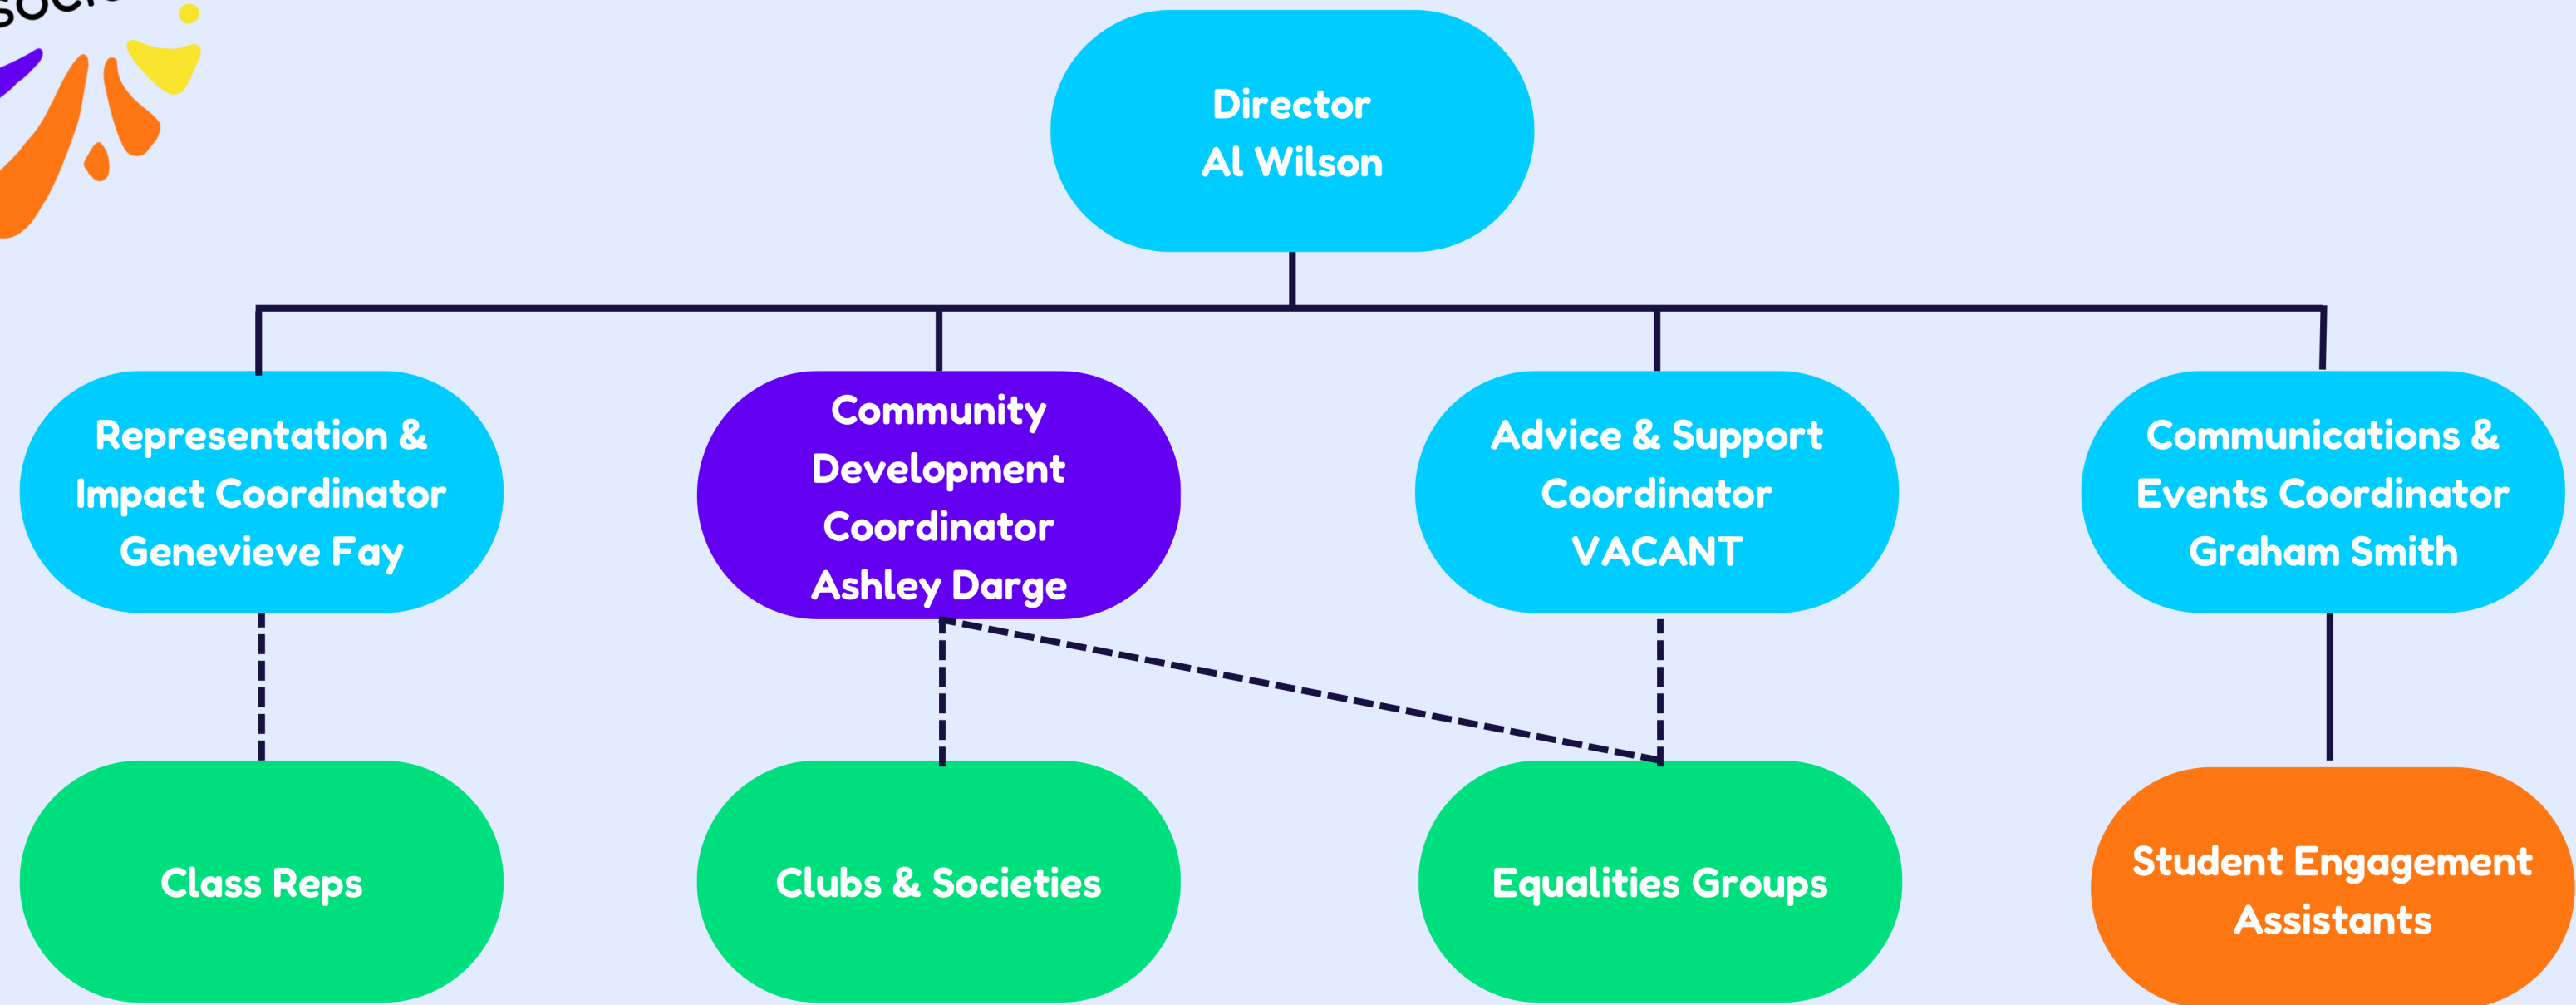 Director
Al Wilson
Representation &
Impact Coordinator
Genevieve Fay
Community
Development
Coordinator
Ashley Darge
Advice & Support
Coordinator
VACANT
Communications &
Events Coordinator
Graham Smith
Class Reps
Clubs & Societies
Equalities Groups
Student Engagement
Assistants